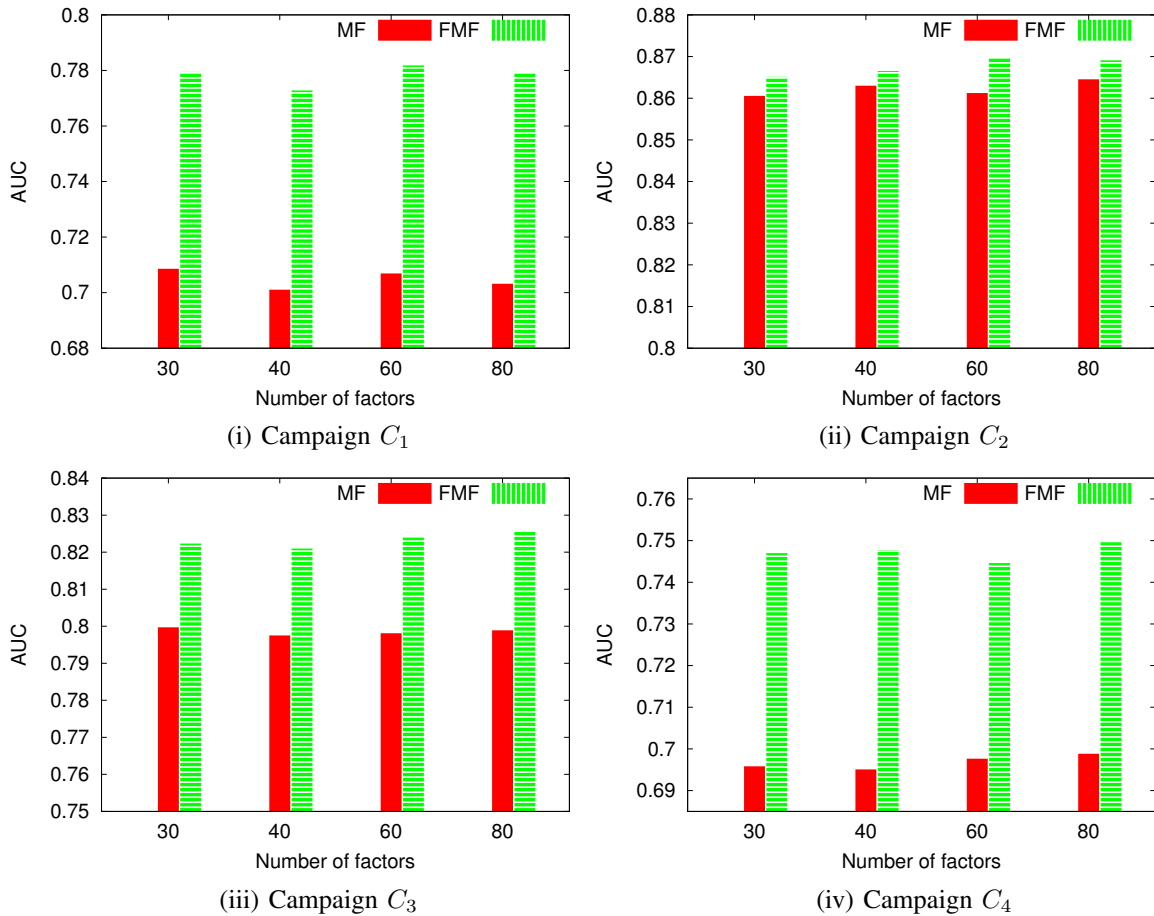 MF FMF
0.8
0.78
0.76
0.74
0.72
0.7
0.68
AUC
30 40 60 80
Number of factors
(i) Campaign C1
MF FMF
0.88
0.87
0.86
0.85
0.84
0.83
0.82
0.81
0.8
AUC
30 40 60 80
Number of factors
(ii) Campaign C2
MF FMF
0.84
0.83
0.82
0.81
0.8
0.79
0.78
0.77
0.76
0.75
AUC
30 40 60 80
Number of factors
(iii) Campaign C3
MF FMF
0.76
0.75
0.74
0.73
0.72
0.71
0.7
0.69
AUC
30 40 60 80
Number of factors
(iv) Campaign C4